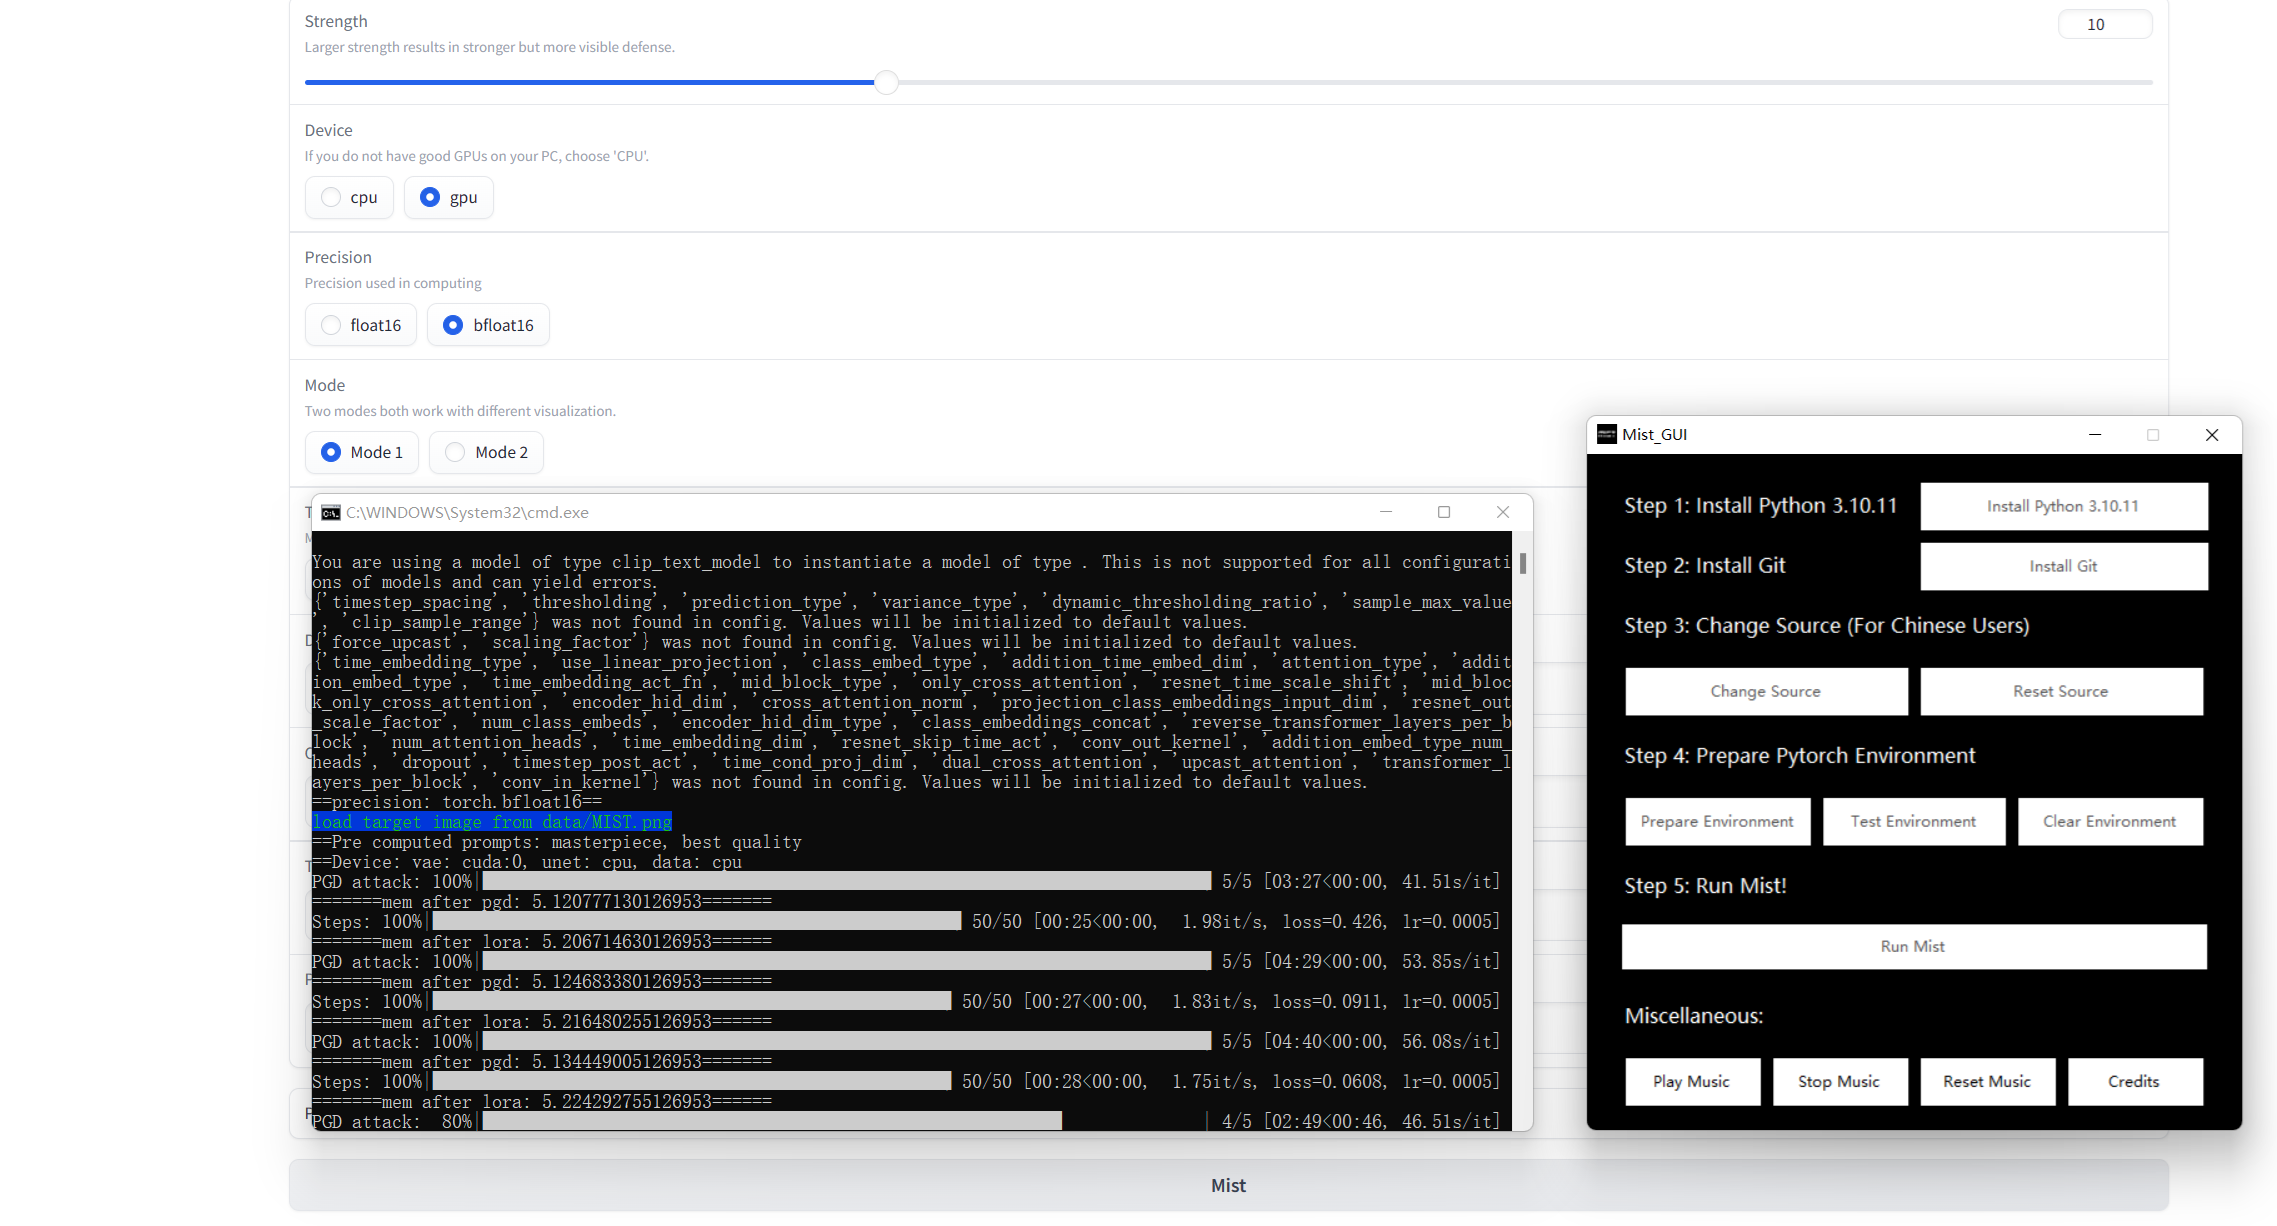 Strength
10
Larger strength results in stronger but more visible defense.
Device
If you do not have good GPUs on your PC, choose 'CPU'.
cpu
gpu
Precision
Precision used in computing
float16
bfloat16
Mode
Two modes both work with different visualization.
Mode 1
Mode 2
C:\WINDOWS\System32\cmd.exe
You are using a model of type clip_text_model to instantiate a model of type . This is not supported for all configurati
ons of models and can yield errors.
{'timestep_spacing', 'thresholding', 'prediction_type', 'variance_type', 'dynamic_thresholding_ratio', 'sample_max_value
', 'clip_sample_range'} was not found in config. Values will be initialized to default values.
{'force_upcast', 'scaling_factor'} was not found in config. Values will be initialized to default values.
{'time_embedding_type', 'use_linear_projection', 'class_embed_type', 'addition_time_embed_dim', 'attention_type', 'addit
ion_embed_type', 'time_embedding_act_fn', 'mid_block_type', 'only_cross_attention', 'resnet_time_scale_shift', 'mid_bloc
k_only_cross_attention', 'encoder_hid_dim', 'cross_attention_norm', 'projection_class_embeddings_input_dim', 'resnet_out
_scale_factor', 'num_class_embeds', 'encoder_hid_dim_type', 'class_embeddings_concat', 'reverse_transformer_layers_per_b
lock', 'num_attention_heads', 'time_embedding_dim', 'resnet_skip_time_act', 'conv_out_kernel', 'addition_embed_type_num_
heads', 'dropout', 'timestep_post_act', 'time_cond_proj_dim', 'dual_cross_attention', 'upcast_attention', 'transformer_l
ayers_per_block', 'conv_in_kernel'} was not found in config. Values will be initialized to default values.
==precision: torch.bfloat16==
load target image from data/MIST.png
==Pre computed prompts: masterpiece, best quality
==Device: vae: cuda:0, unet: cpu, data: cpu
PGD attack: 100%| 5/5 [03:27<00:00, 41.51s/it]
=======mem after pgd: 5.120777130126953=======
Steps: 100%| 50/50 [00:25<00:00, 1.98it/s, loss=0.426, lr=0.0005]
=======mem after lora: 5.206714630126953======
PGD attack: 100%| 5/5 [04:29<00:00, 53.85s/it]
=======mem after pgd: 5.124683380126953=======
Steps: 100%| 50/50 [00:27<00:00, 1.83it/s, loss=0.0911, lr=0.0005]
=======mem after lora: 5.216480255126953======
PGD attack: 100%| 5/5 [04:40<00:00, 56.08s/it]
=======mem after pgd: 5.134449005126953=======
Steps: 100%| 50/50 [00:28<00:00, 1.75it/s, loss=0.0608, lr=0.0005]
=======mem after lora: 5.224292755126953======
PGD attack: 80%| | 4/5 [02:49<00:46, 46.51s/it]
Mist_GUI
Step 1: Install Python 3.10.11
Install Python 3.10.11
Step 2: Install Git
Install Git
Step 3: Change Source (For Chinese Users)
Change Source
Reset Source
Step 4: Prepare Pytorch Environment
Prepare Environment
Test Environment
Clear Environment
Step 5: Run Mist!
Run Mist
Miscellaneous:
Play Music
Stop Music
Reset Music
Credits
Mist